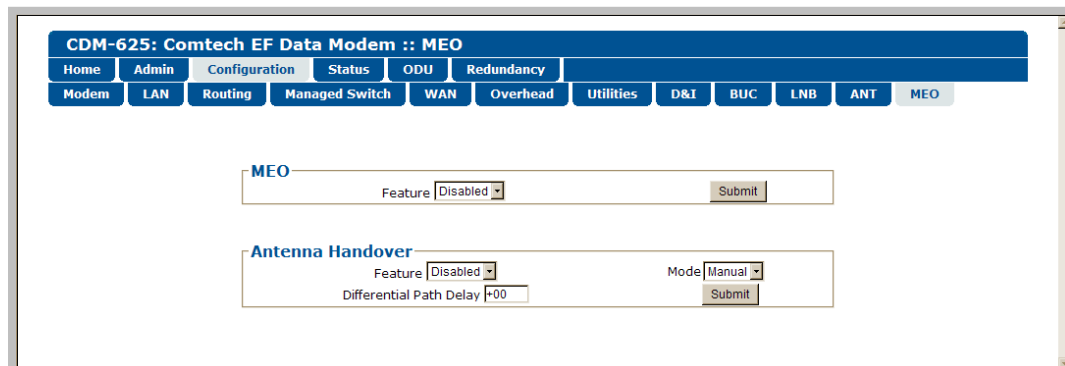 CDM-625: Comtech EF Data Modem :: MEO
Home Admin Configuration Status ODU Redundancy
Modem LAN Routing Managed Switch WAN Overhead Utilities D&I BUC LNB ANT MEO
MEO
Feature Disabled Submit
Antenna Handover
Feature Disabled Mode Manual
Differential Path Delay +00 Submit